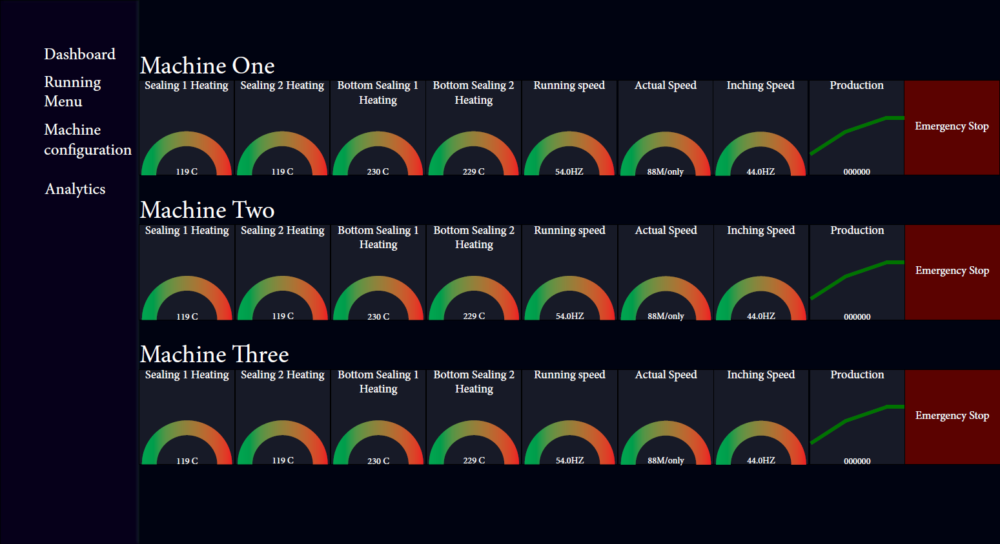 Dashboard
Running
Menu
Machine
configuration
Analytics
Machine One
Sealing 1 Heating
119 C
Sealing 2 Heating
119 C
Bottom Sealing 1
Heating
230 C
Bottom Sealing 2
Heating
229 C
Running speed
54.0HZ
Actual Speed
88M/only
Inching Speed
44.0HZ
Production
000000
Emergency Stop
Machine Two
Sealing 1 Heating
119 C
Sealing 2 Heating
119 C
Bottom Sealing 1
Heating
230 C
Bottom Sealing 2
Heating
229 C
Running speed
54.0HZ
Actual Speed
88M/only
Inching Speed
44.0HZ
Production
000000
Emergency Stop
Machine Three
Sealing 1 Heating
119 C
Sealing 2 Heating
119 C
Bottom Sealing 1
Heating
230 C
Bottom Sealing 2
Heating
229 C
Running speed
54.0HZ
Actual Speed
88M/only
Inching Speed
44.0HZ
Production
000000
Emergency Stop